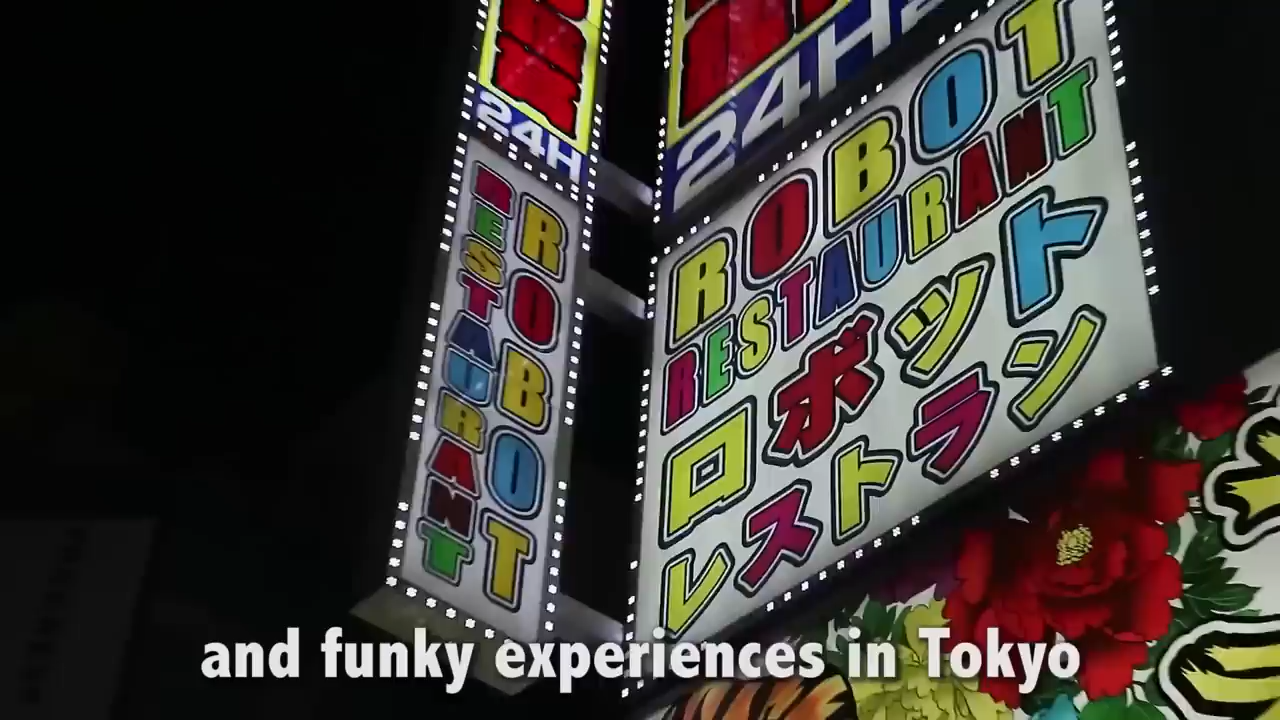 24H
RESTAURANT
ROBOT
24H
ROBOT
RESTAURANT
ロボット
レストラン
and funky experiences in Tokyo